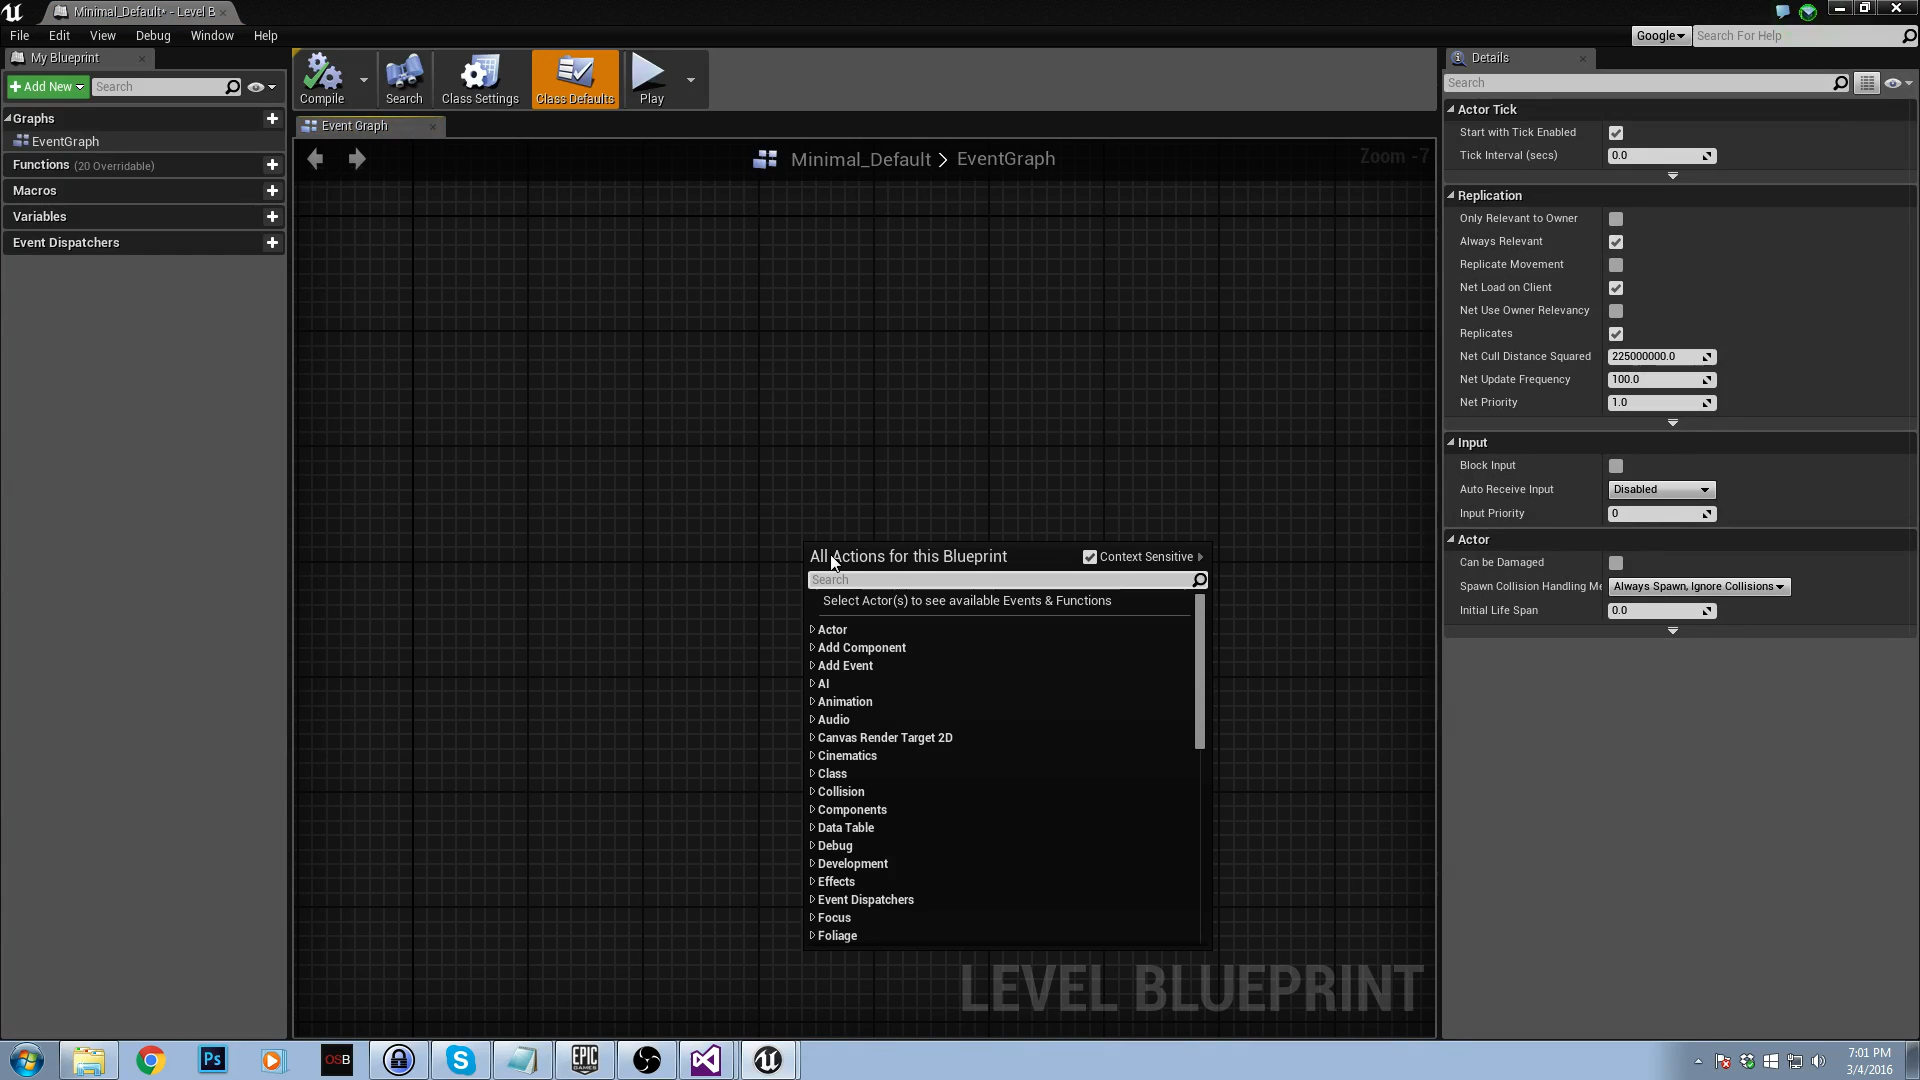 Minimal_Default* - Level B
File Edit View Debug Window Help
Google Search For Help
My Blueprint
Add New Search
Graphs
EventGraph
Functions (20 Overridable)
Macros
Variables
Event Dispatchers
Compile Search Class Settings Class Defaults Play
Event Graph
Minimal_Default > EventGraph
Zoom -7
All Actions for this Blueprint Context Sensitive
Search
Select Actor(s) to see available Events & Functions
Actor
Add Component
Add Event
AI
Animation
Audio
Canvas Render Target 2D
Cinematics
Class
Collision
Components
Data Table
Debug
Development
Effects
Event Dispatchers
Focus
Foliage
LEVEL BLUEPRINT
Details
Search
Actor Tick
Start with Tick Enabled
Tick Interval (secs) 0.0
Replication
Only Relevant to Owner
Always Relevant
Replicate Movement
Net Load on Client
Net Use Owner Relevancy
Replicates
Net Cull Distance Squared 225000000.0
Net Update Frequency 100.0
Net Priority 1.0
Input
Block Input
Auto Receive Input Disabled
Input Priority 0
Actor
Can be Damaged
Spawn Collision Handling Me Always Spawn, Ignore Collisions
Initial Life Span 0.0
Ps
OSB
EPIC
GAMES
7:01 PM
3/4/2016